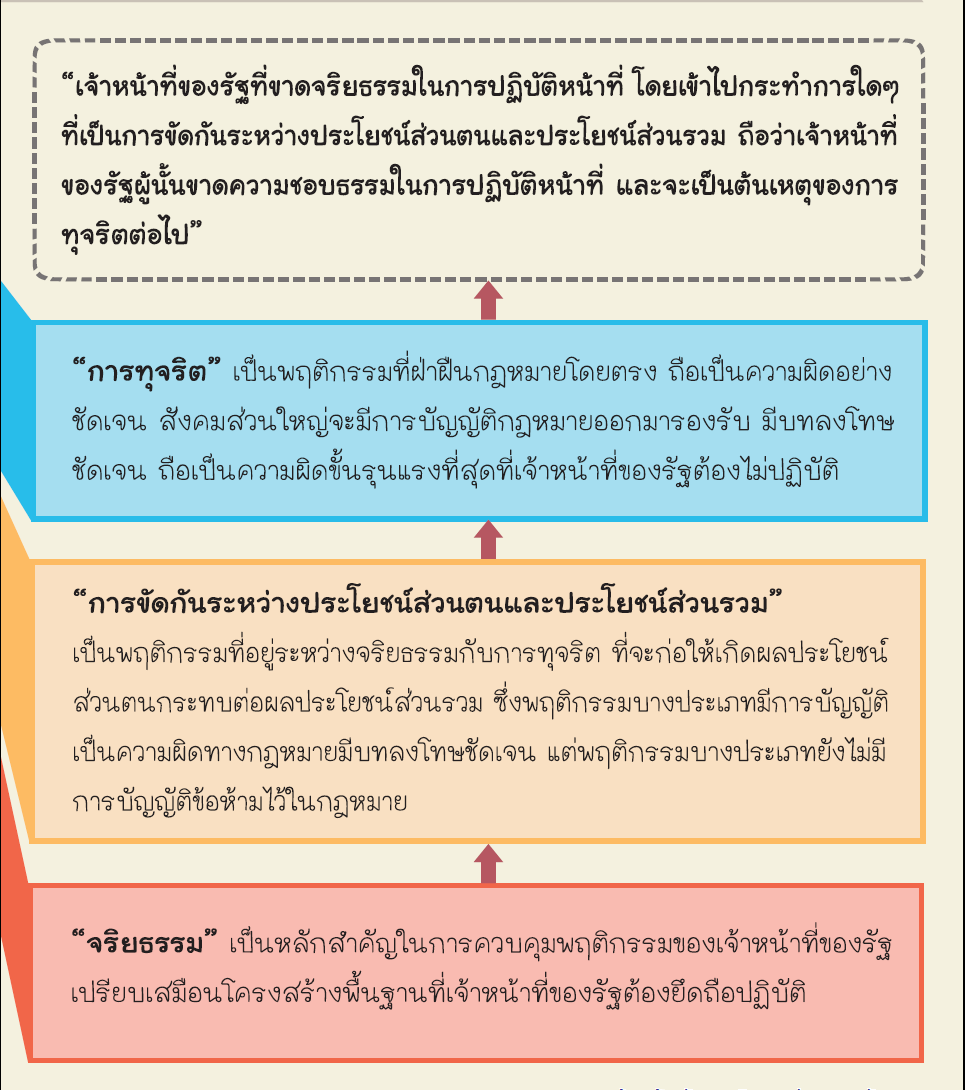 “เจ้าหน้าที่ของรัฐที่ขาดจริยธรรมในการปฏิบัติหน้าที่ โดยเข้าไปกระทำการใดๆ
ที่เป็นการขัดกันระหว่างประโยชน์ส่วนตนและประโยชน์ส่วนรวม ถือว่าเจ้าหน้าที่
ของรัฐผู้นั้นขาดความชอบธรรมในการปฏิบัติหน้าที่ และจะเป็นต้นเหตุของการ
ทุจริตต่อไป”
“การทุจริต” เป็นพฤติกรรมที่ฝ่าฝืนกฎหมายโดยตรง ถือเป็นความผิดอย่าง
ชัดเจน สังคมส่วนใหญ่จะมีการบัญญัติกฎหมายออกมารองรับ มีบทลงโทษ
ชัดเจน ถือเป็นความผิดขั้นรุนแรงที่สุดที่เจ้าหน้าที่ของรัฐต้องไม่ปฏิบัติ
“การขัดกันระหว่างประโยชน์ส่วนตนและประโยชน์ส่วนรวม”
เป็นพฤติกรรมที่อยู่ระหว่างจริยธรรมกับการทุจริต ที่จะก่อให้เกิดผลประโยชน์
ส่วนตนกระทบต่อผลประโยชน์ส่วนรวม ซึ่งพฤติกรรมบางประเภทมีการบัญญัติ
เป็นความผิดทางกฎหมายมีบทลงโทษชัดเจน แต่พฤติกรรมบางประเภทยังไม่มี
การบัญญัติข้อห้ามไว้ในกฎหมาย
“จริยธรรม” เป็นหลักสำคัญในการควบคุมพฤติกรรมของเจ้าหน้าที่ของรัฐ
เปรียบเสมือนโครงสร้างพื้นฐานที่เจ้าหน้าที่ของรัฐต้องยึดถือปฏิบัติ